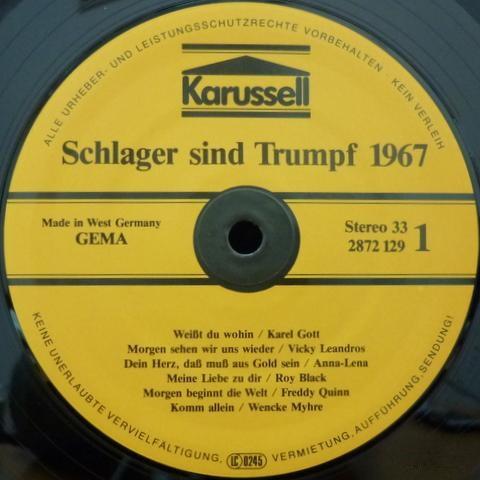 ALLE URHEBER- UND LEISTUNGSSCHUTZRECHTE VORBEHALTEN · KEIN VERLEIH
Karussell
Schlager sind Trumpf 1967
Made in West Germany
GEMA
Stereo 33
2872 129
1
Weißt du wohin / Karel Gott
Morgen sehen wir uns wieder / Vicky Leandros
Dein Herz, daß muß aus Gold sein / Anna-Lena
Meine Liebe zu dir / Roy Black
Morgen beginnt die Welt / Freddy Quinn
Komm allein / Wencke Myhre
KEINE UNERLAUBTE VERVIELFÄLTIGUNG, VERMIETUNG, AUFFÜHRUNG, SENDUNG!
LC 0245